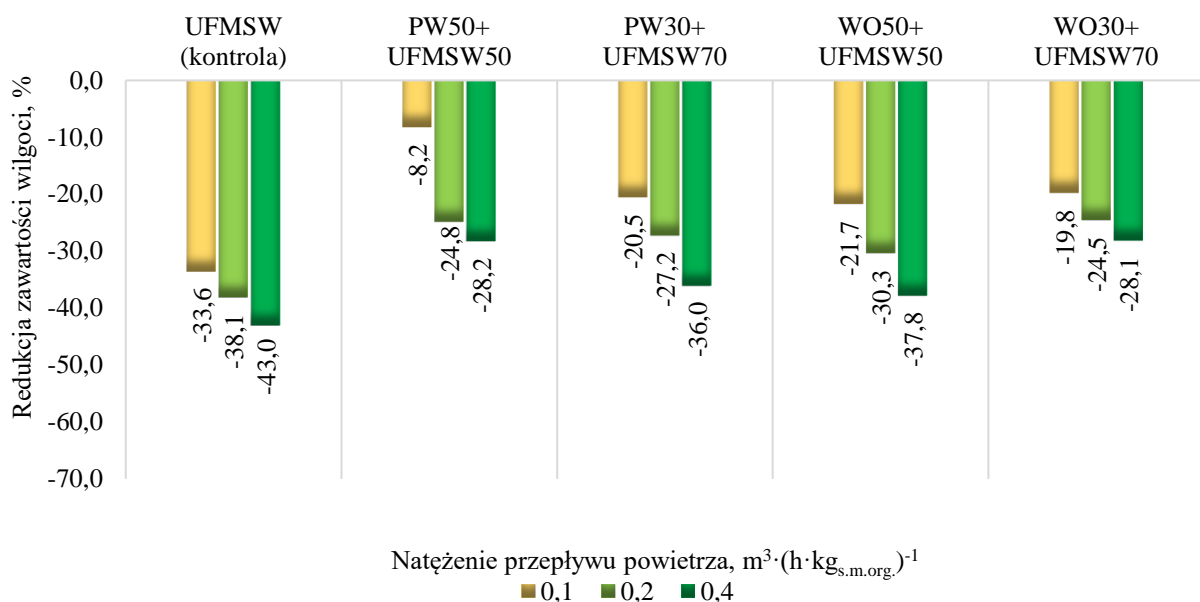 UFMSW
(kontrola)
PW50+
UFMSW50
PW30+
UFMSW70
WO50+
UFMSW50
WO30+
UFMSW70
Redukcja zawartości wilgoci, %
0,0
-10,0
-20,0
-30,0
-40,0
-50,0
-60,0
-70,0
-33,6
-38,1
-43,0
-8,2
-24,8
-28,2
-20,5
-27,2
-36,0
-21,7
-30,3
-37,8
-19,8
-24,5
-28,1
Natężenie przepływu powietrza, m³·(h·kg_s.m.org.)⁻¹
0,1 0,2 0,4